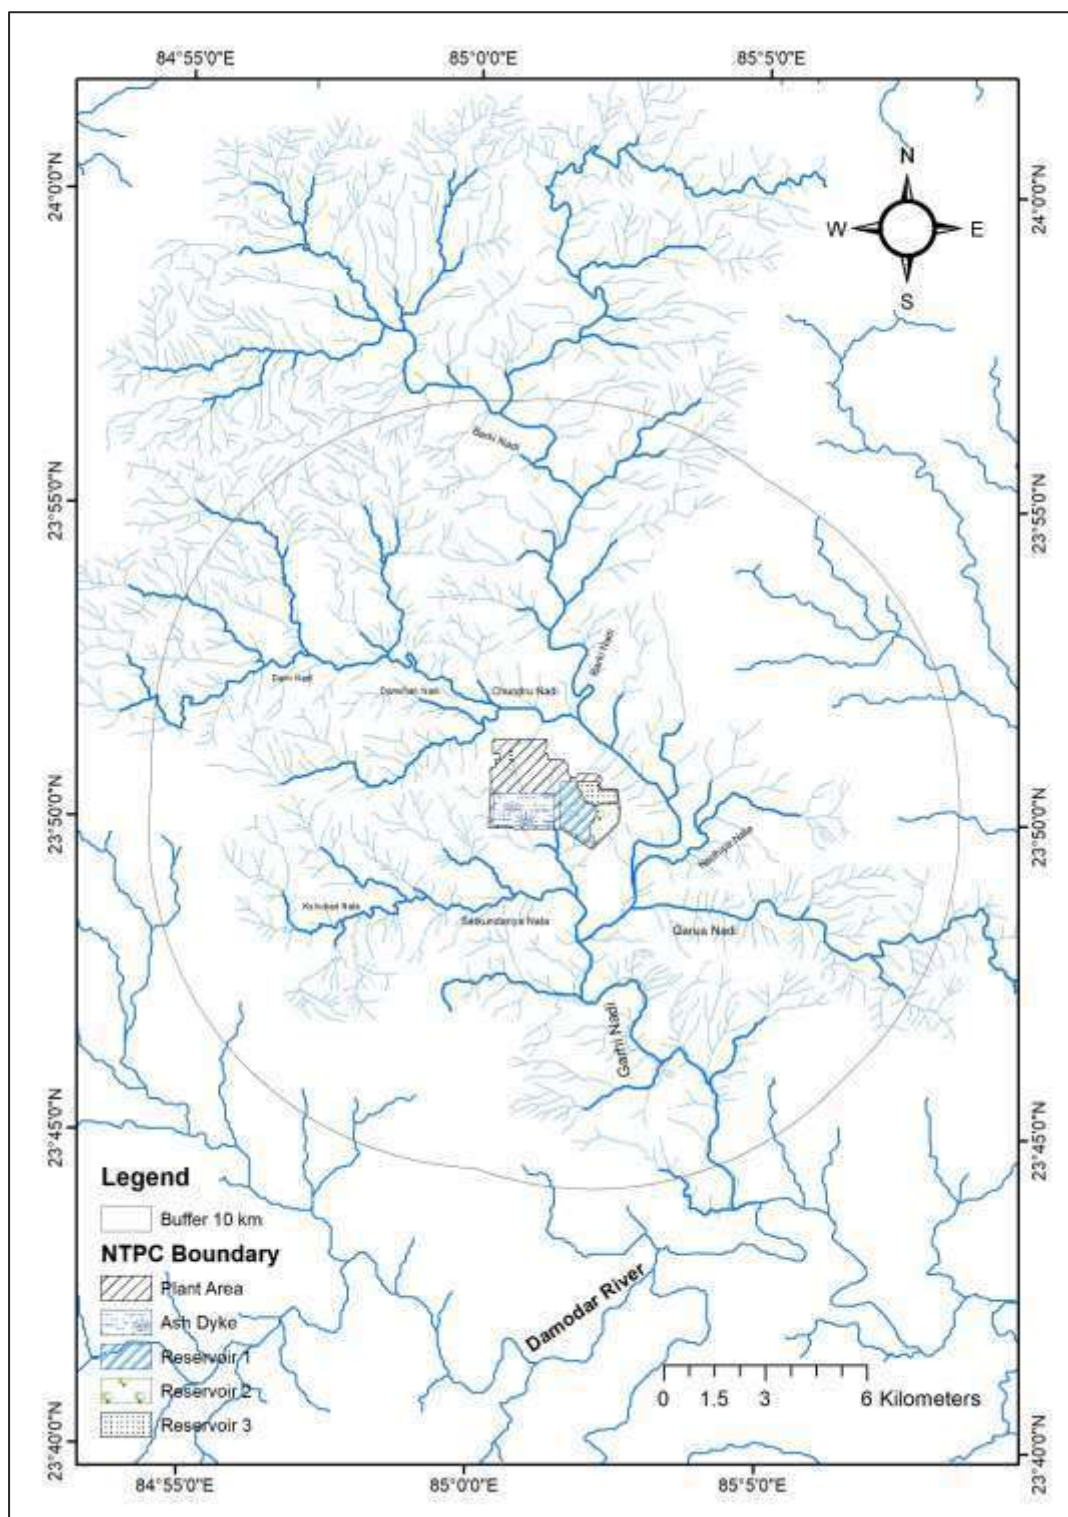 84°55'0"E
85°0'0"E
85°5'0"E
24°0'0"N
24°0'0"N
N
W
E
S
Barki Nadi
23°55'0"N
23°55'0"N
Barki Nadi
Chundru Nadi
23°50'0"N
23°50'0"N
Garua Nadi
Garhi Nadi
23°45'0"N
23°45'0"N
Legend
Buffer 10 km
NTPC Boundary
Plant Area
Ash Dyke
Reservoir 1
Reservoir 2
Reservoir 3
Damodar River
0 1.5 3 6 Kilometers
23°40'0"N
23°40'0"N
84°55'0"E
85°0'0"E
85°5'0"E